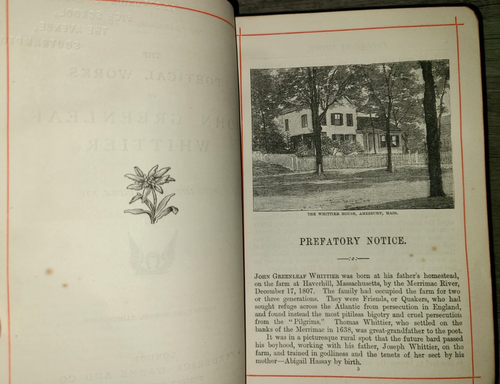 THE WHITTIER HOUSE, AMESBURY, MASS.
PREFATORY NOTICE.
JOHN GREENLEAF WHITTIER was born at his father's homestead,
on the farm at Haverhill, Massachusetts, by the Merrimac River,
December 17, 1807. The family had occupied the farm for two
or three generations. They were Friends, or Quakers, who had
sought refuge across the Atlantic from persecution in England,
and found instead the most pitiless bigotry and cruel persecution
from the "Pilgrims." Thomas Whittier, who settled on the
banks of the Merrimac in 1638, was great-grandfather to the poet.
It was in a picturesque rural spot that the future bard passed
his boyhood, working with his father, Joseph Whittier, on the
farm, and trained in godliness and the tenets of her sect by his
mother—Abigail Hassay by birth.